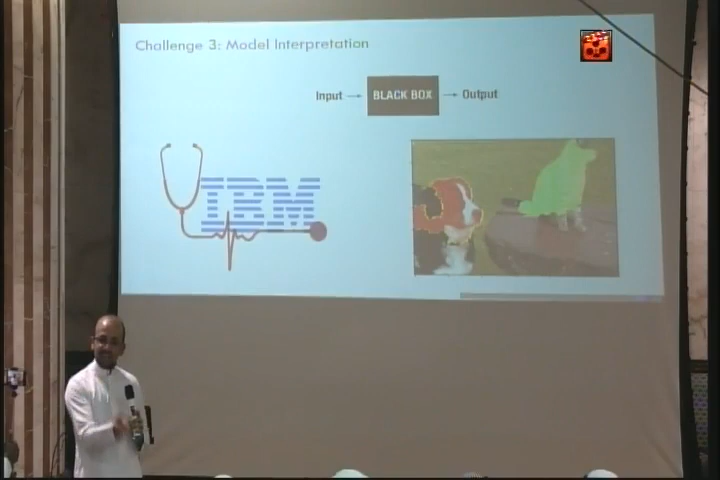 Challenge 3: Model Interpretation
Input → BLACK BOX → Output
IBM